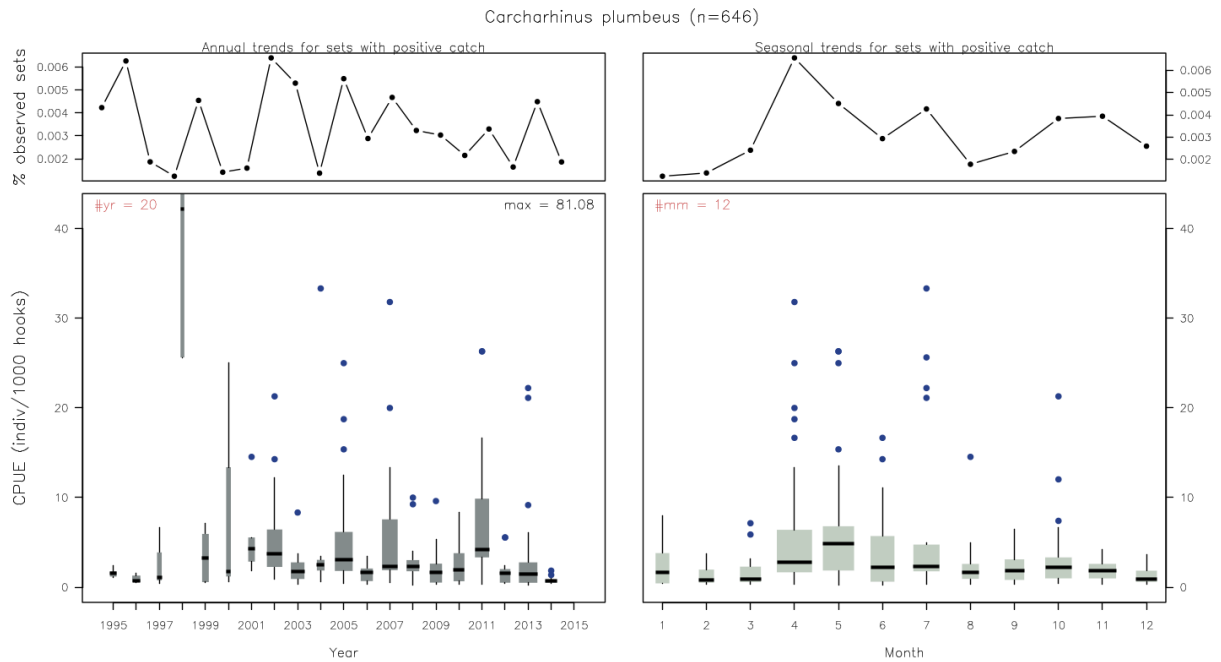 Carcharhinus plumbeus (n=646)
Annual trends for sets with positive catch
Seasonal trends for sets with positive catch
% observed sets
0.006
0.005
0.004
0.003
0.002
0.006
0.005
0.004
0.003
0.002
#yr = 20
max = 81.08
#mm = 12
CPUE (indiv/1000 hooks)
40
30
20
10
0
40
30
20
10
0
1995 1997 1999 2001 2003 2005 2007 2009 2011 2013 2015
1 2 3 4 5 6 7 8 9 10 11 12
Year
Month